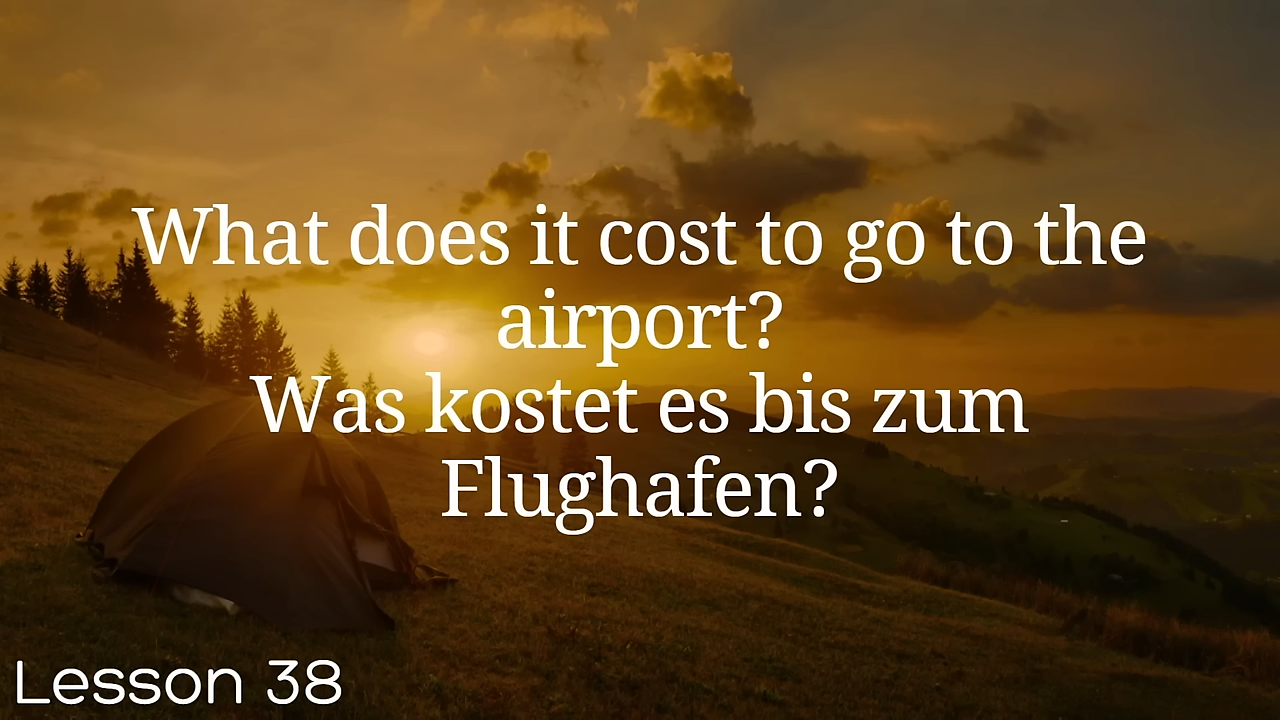 What does it cost to go to the
airport?
Was kostet es bis zum
Flughafen?
Lesson 38